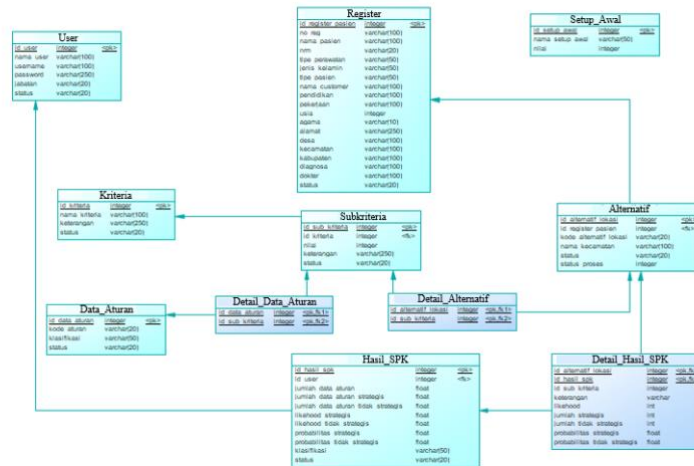 User
id_user integer <pk>
nama user varchar(100)
username varchar(100)
password varchar(250)
jabatan varchar(20)
status varchar(20)
Register
id_register_pasien integer <pk>
no reg varchar(100)
nama pasien varchar(100)
nrm varchar(20)
tipe perawatan varchar(50)
jenis kelamin varchar(50)
tipe pasien varchar(50)
nama customer varchar(100)
pendidikan varchar(100)
pekerjaan varchar(100)
usia integer
agama varchar(10)
alamat varchar(250)
desa varchar(100)
kecamatan varchar(100)
kabupaten varchar(100)
diagnosa varchar(100)
dokter varchar(100)
status varchar(20)
Setup_Awal
id_setup_awal integer <pk>
nama setup awal varchar(50)
nilai integer
Kriteria
id_kriteria integer <pk>
nama kriteria varchar(100)
keterangan varchar(250)
status varchar(20)
Subkriteria
id_sub_kriteria integer <pk>
id kriteria integer <fk>
nilai integer
keterangan varchar(250)
status varchar(20)
Alternatif
id_alternatif_lokasi integer <pk>
id register pasien integer <fk>
kode alternatif lokasi varchar(20)
nama kecamatan varchar(100)
status varchar(20)
status proses integer
Data_Aturan
id_data_aturan integer <pk>
kode aturan varchar(20)
klasifikasi varchar(50)
status varchar(20)
Detail_Data_Aturan
id_data_aturan integer <pk,fk1>
id_sub_kriteria integer <pk,fk2>
Detail_Alternatif
id_alternatif_lokasi integer <pk,fk1>
id_sub_kriteria integer <pk,fk2>
Hasil_SPK
id_hasil_spk integer <pk>
id user integer <fk>
jumlah data aturan float
jumlah data aturan strategis float
jumlah data aturan tidak strategis float
likehood strategis float
likehood tidak strategis float
probabilitas strategis float
probabilitas tidak strategis float
klasifikasi varchar(50)
status varchar(20)
Detail_Hasil_SPK
id_alternatif_lokasi integer <pk,fk
id_hasil_spk integer <pk,fk
id sub kriteria integer
keterangan varchar
likehood int
jumlah strategis int
jumlah tidak strategis int
probabilitas strategis float
probabilitas tidak strategis float